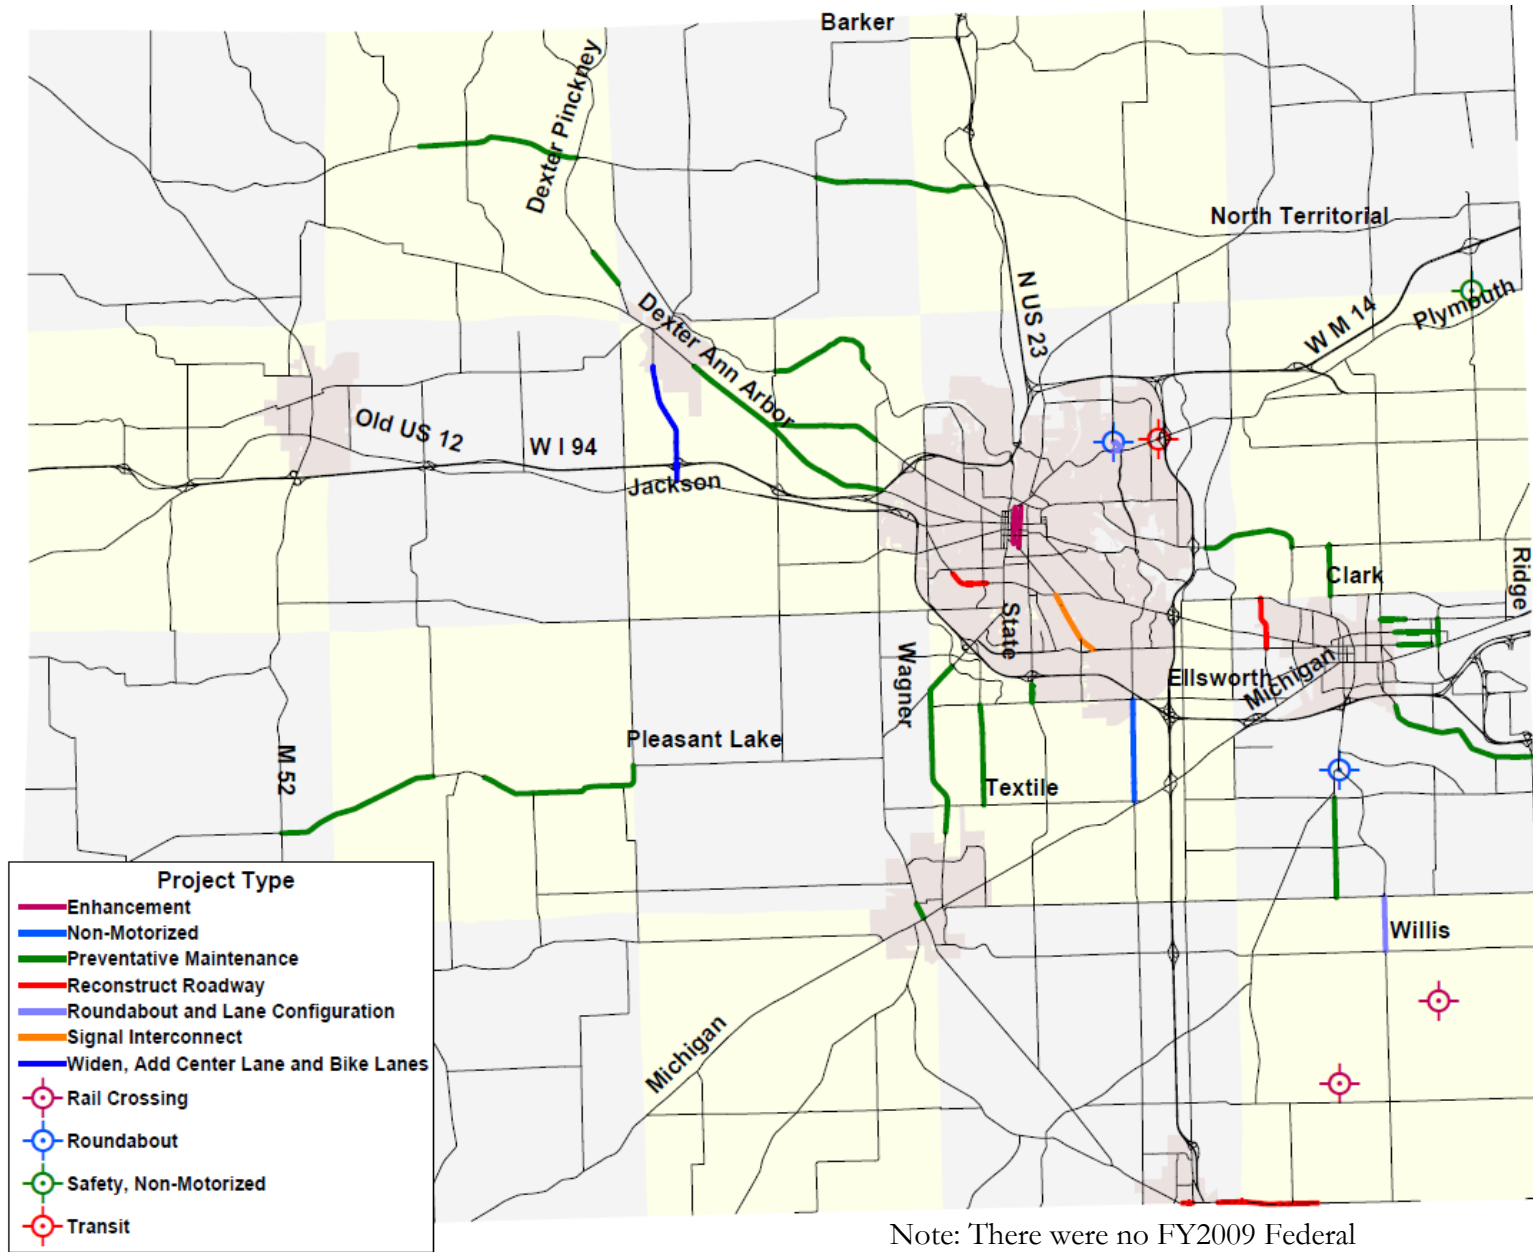 Barker
Dexter Pinckney
North Territorial
N US 23
W M 14
Plymouth
Dexter Ann Arbor
Old US 12
W I 94
Jackson
Clark
Ridge
State
Wagner
Ellsworth
Michigan
M 52
Pleasant Lake
Textile
Willis
Michigan
Project Type
Enhancement
Non-Motorized
Preventative Maintenance
Reconstruct Roadway
Roundabout and Lane Configuration
Signal Interconnect
Widen, Add Center Lane and Bike Lanes
Rail Crossing
Roundabout
Safety, Non-Motorized
Transit
Note: There were no FY2009 Federal